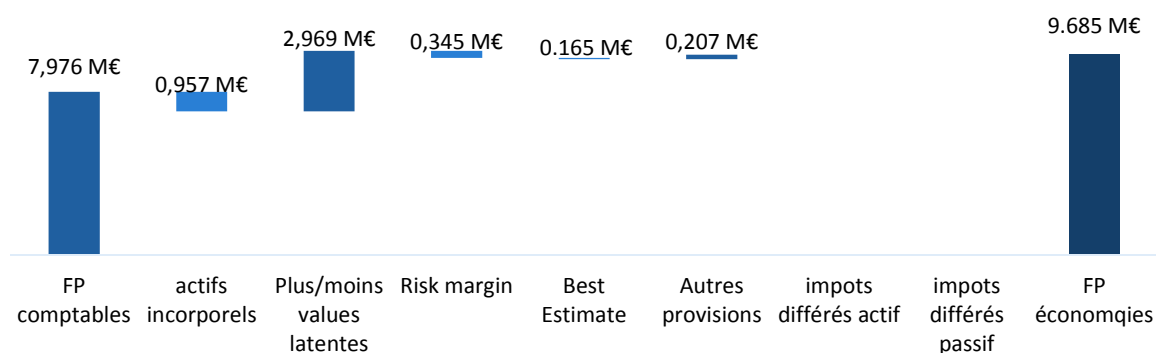 7,976 M€
0,957 M€
2,969 M€
0,345 M€
0.165 M€
0,207 M€
9.685 M€
FP
comptables
actifs
incorporels
Plus/moins
values
latentes
Risk margin
Best
Estimate
Autres
provisions
impots
différés actif
impots
différés
passif
FP
économqies